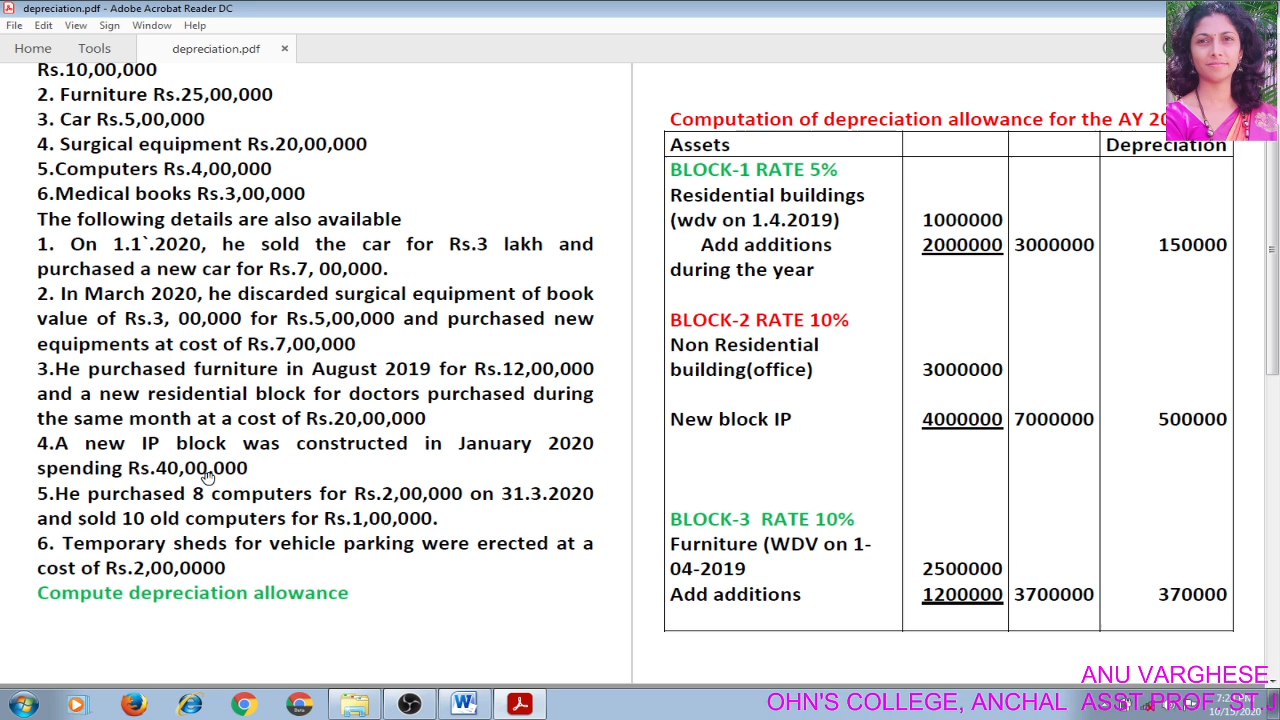 depreciation.pdf - Adobe Acrobat Reader DC
File Edit View Sign Window Help
Home Tools depreciation.pdf ×
Rs.10,00,000
2. Furniture Rs.25,00,000
3. Car Rs.5,00,000
4. Surgical equipment Rs.20,00,000
5.Computers Rs.4,00,000
6.Medical books Rs.3,00,000
The following details are also available
1. On 1.1`.2020, he sold the car for Rs.3 lakh and
purchased a new car for Rs.7, 00,000.
2. In March 2020, he discarded surgical equipment of book
value of Rs.3, 00,000 for Rs.5,00,000 and purchased new
equipments at cost of Rs.7,00,000
3.He purchased furniture in August 2019 for Rs.12,00,000
and a new residential block for doctors purchased during
the same month at a cost of Rs.20,00,000
4.A new IP block was constructed in January 2020
spending Rs.40,00,000
5.He purchased 8 computers for Rs.2,00,000 on 31.3.2020
and sold 10 old computers for Rs.1,00,000.
6. Temporary sheds for vehicle parking were erected at a
cost of Rs.2,00,0000
Compute depreciation allowance
Computation of depreciation allowance for the AY
Assets Depreciation
BLOCK-1 RATE 5%
Residential buildings
(wdv on 1.4.2019) 1000000
Add additions 2000000 3000000 150000
during the year
BLOCK-2 RATE 10%
Non Residential
building(office) 3000000
New block IP 4000000 7000000 500000
BLOCK-3 RATE 10%
Furniture (WDV on 1-
04-2019 2500000
Add additions 1200000 3700000 370000
ANU VARGHESE
OHN'S COLLEGE, ANCHAL ASST PROF ST J
10/15/2020